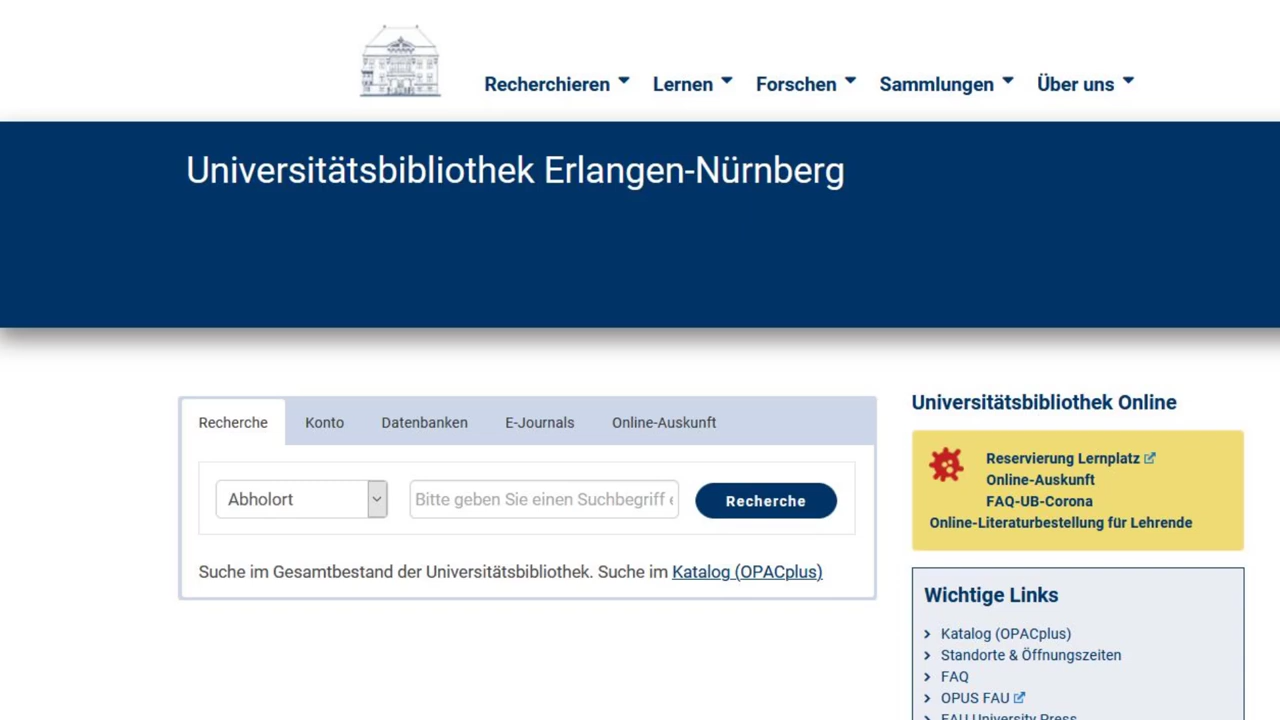 Recherchieren Lernen Forschen Sammlungen Über uns
Universitätsbibliothek Erlangen-Nürnberg
Recherche Konto Datenbanken E-Journals Online-Auskunft
Abholort Bitte geben Sie einen Suchbegriff e Recherche
Suche im Gesamtbestand der Universitätsbibliothek. Suche im Katalog (OPACplus)
Universitätsbibliothek Online
Reservierung Lernplatz
Online-Auskunft
FAQ-UB-Corona
Online-Literaturbestellung für Lehrende
Wichtige Links
Katalog (OPACplus)
Standorte & Öffnungszeiten
FAQ
OPUS FAU
FAU University Press